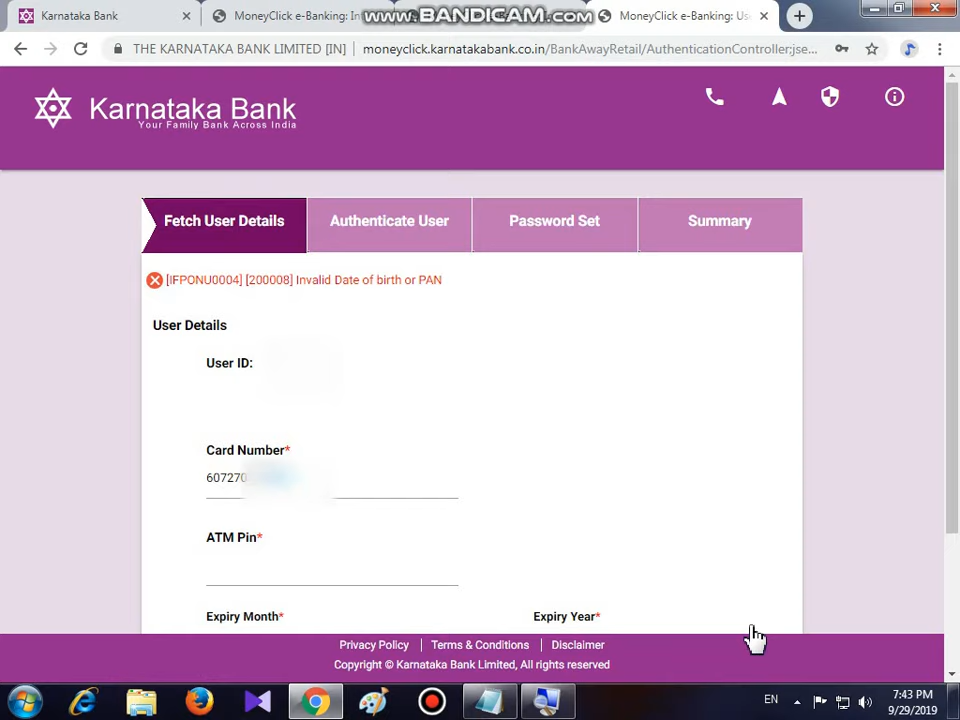 Karnataka Bank
MoneyClick e-Banking: In
www.BANDICAM.com
MoneyClick e-Banking: Us
THE KARNATAKA BANK LIMITED [IN]
moneyclick.karnatakabank.co.in/BankAwayRetail/AuthenticationController;jse...
Karnataka Bank
Your Family Bank Across India
Fetch User Details
Authenticate User
Password Set
Summary
[IFPONU0004] [200008] Invalid Date of birth or PAN
User Details
User ID:
Card Number*
607270
ATM Pin*
Expiry Month*
Expiry Year*
Privacy Policy
Terms & Conditions
Disclaimer
Copyright © Karnataka Bank Limited, All rights reserved
EN
7:43 PM
9/29/2019